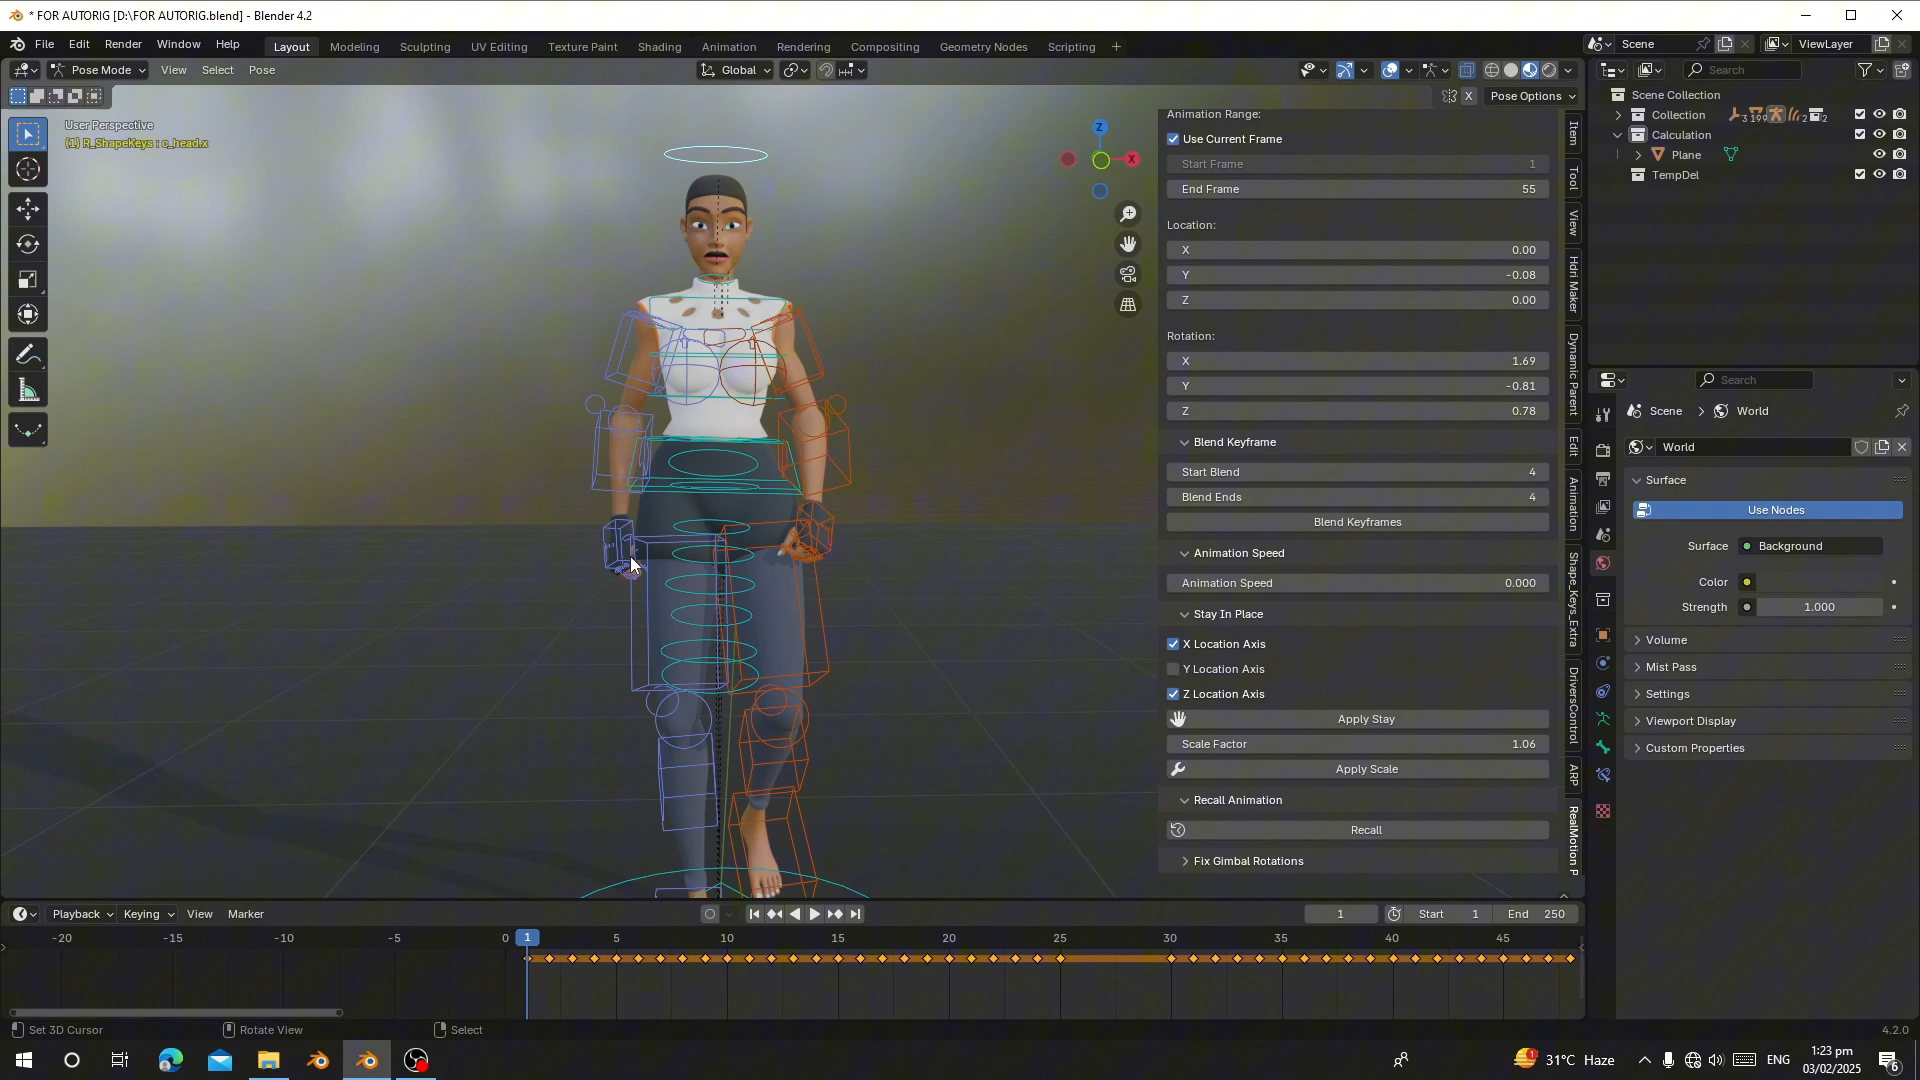 * FOR AUTORIG [D:\FOR AUTORIG.blend] - Blender 4.2
File Edit Render Window Help Layout Modeling Sculpting UV Editing Texture Paint Shading Animation Rendering Compositing Geometry Nodes Scripting + Scene ViewLayer
Pose Mode View Select Pose Global Search
X Pose Options
User Perspective
(1) R_ShapeKeys : c_head.x
Z
X
Scene Collection
Collection 3 199 2 2
Calculation
Plane
TempDel
Animation Range:
Use Current Frame
Start Frame 1
End Frame 55
Location:
X 0.00
Y -0.08
Z 0.00
Rotation:
X 1.69
Y -0.81
Z 0.78
Blend Keyframe
Start Blend 4
Blend Ends 4
Blend Keyframes
Animation Speed
Animation Speed 0.000
Stay In Place
X Location Axis
Y Location Axis
Z Location Axis
Apply Stay
Scale Factor 1.06
Apply Scale
Recall Animation
Recall
Fix Gimbal Rotations
Item
Tool
View
Hdri Maker
Dynamic Parent
Edit
Animation
Shape_Keys_Extra
DriversControl
ARP
RealMotion P
Search
Scene World
World
Surface
Use Nodes
Surface Background
Color
Strength 1.000
Volume
Mist Pass
Settings
Viewport Display
Custom Properties
Playback Keying View Marker 1 Start 1 End 250
-20 -15 -10 -5 0 1 5 10 15 20 25 30 35 40 45
Set 3D Cursor Rotate View Select 4.2.0
1 31°C Haze ENG 1:23 pm
03/02/2025 6